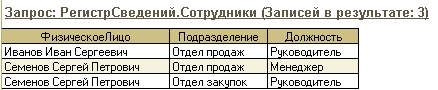 Запрос: РегистрСведений.Сотрудники (Записей в результате: 3)
ФизическоеЛицо Подразделение Должность
Иванов Иван Сергеевич Отдел продаж Руководитель
Семенов Сергей Петрович Отдел продаж Менеджер
Семенов Сергей Петрович Отдел закупок Руководитель